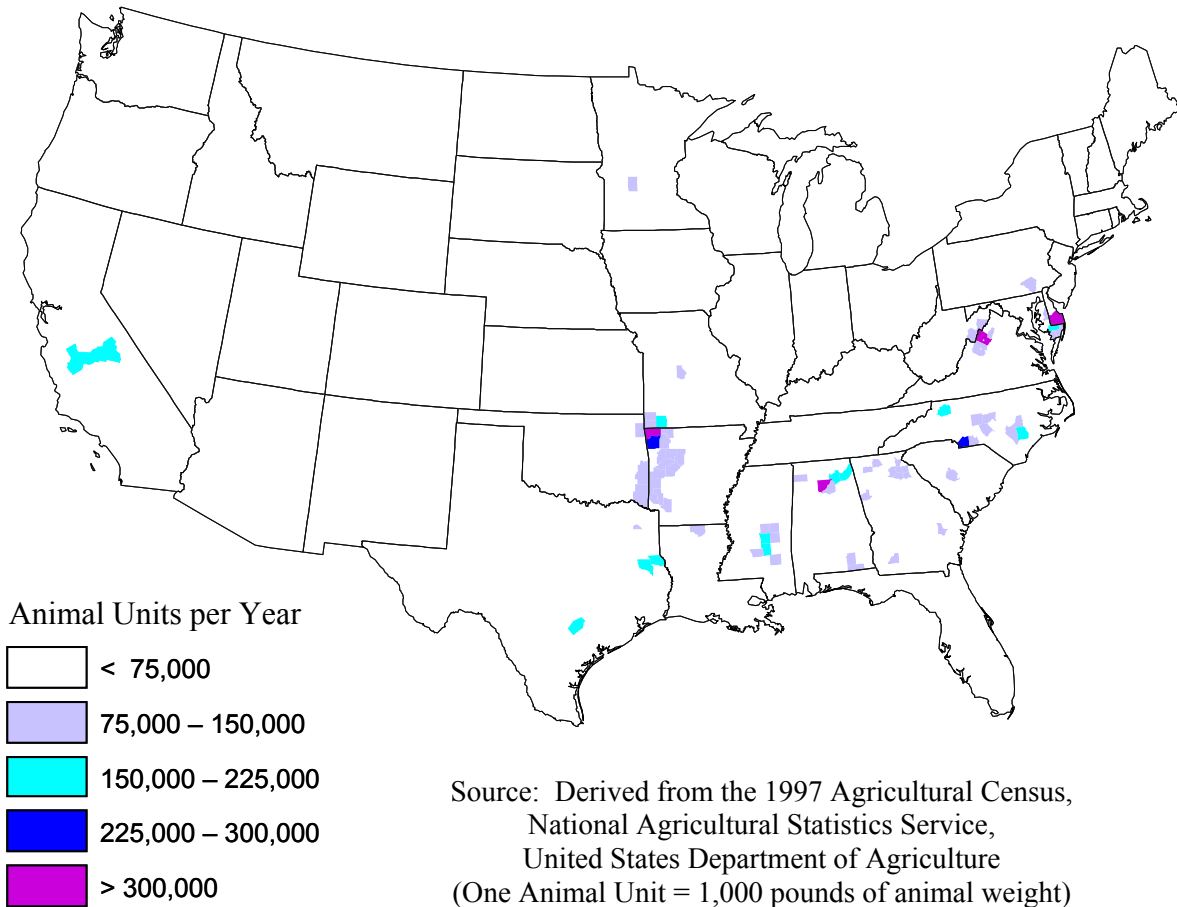 Animal Units per Year
< 75,000
75,000 – 150,000
150,000 – 225,000
225,000 – 300,000
> 300,000
Source: Derived from the 1997 Agricultural Census,
National Agricultural Statistics Service,
United States Department of Agriculture
(One Animal Unit = 1,000 pounds of animal weight)